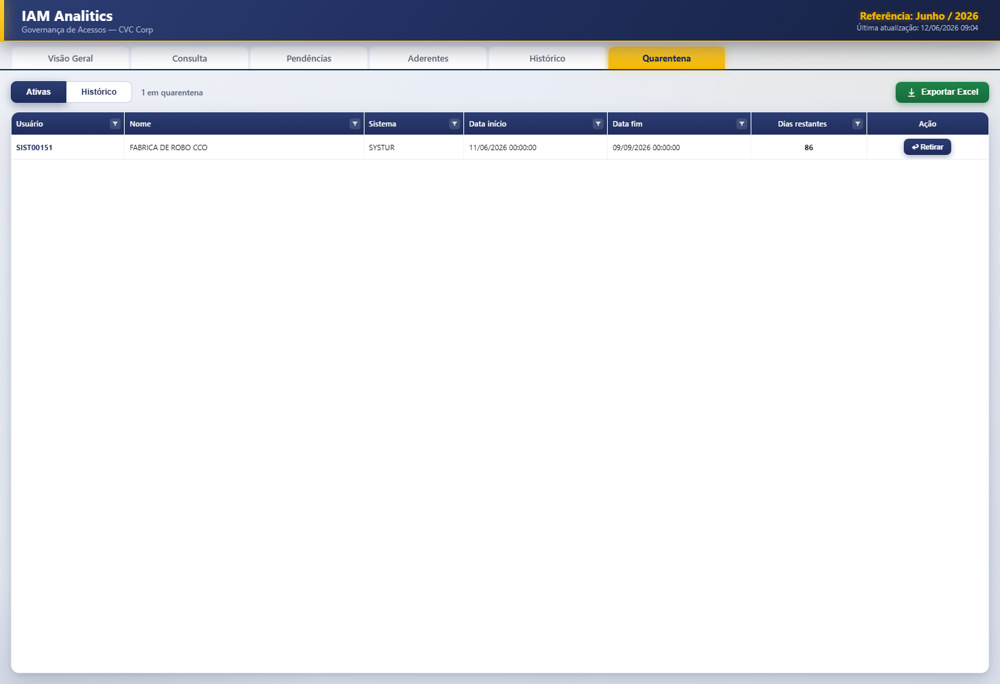 IAM Analitics
Governança de Acessos — CVC Corp
Referência: Junho / 2026
Última atualização: 12/06/2026 09:04
Visão Geral Consulta Pendências Aderentes Histórico Quarentena
Ativas Histórico 1 em quarentena Exportar Excel
Usuário Nome Sistema Data início Data fim Dias restantes Ação
SIST00151 FABRICA DE ROBO CCO SYSTUR 11/06/2026 00:00:00 09/09/2026 00:00:00 86 Retirar